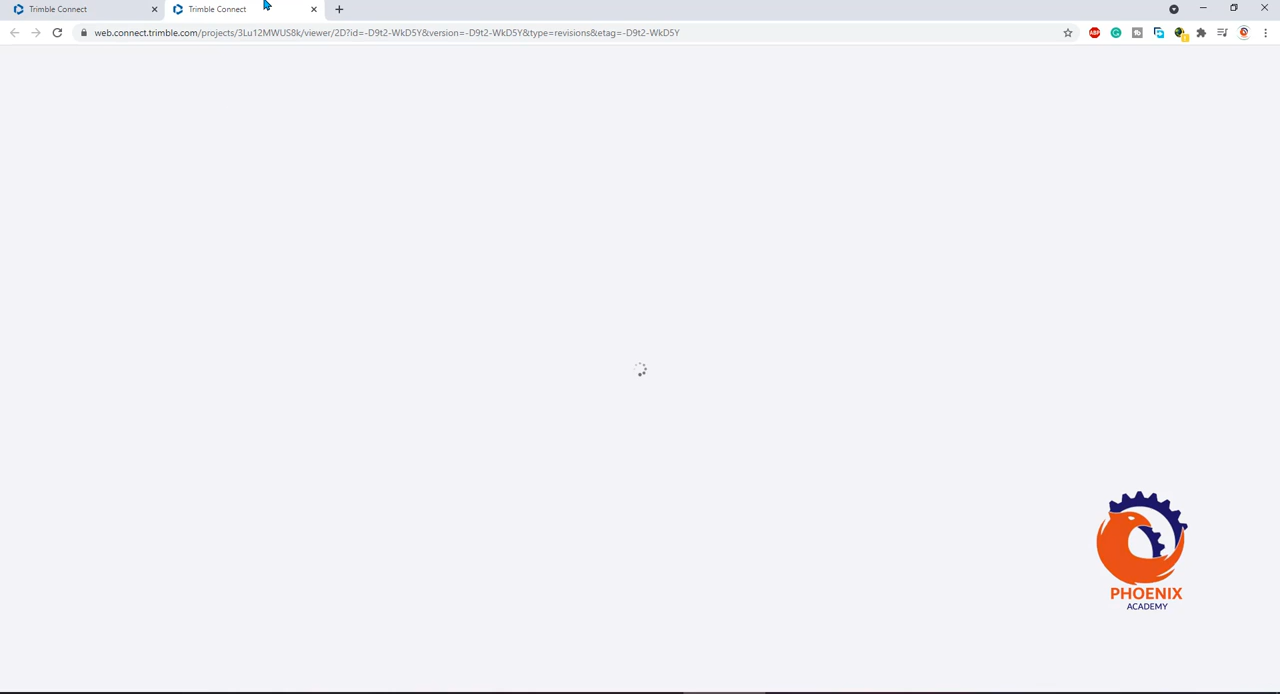 Trimble Connect
Trimble Connect
web.connect.trimble.com/projects/3Lu12MWUS8k/viewer/2D?id=-D9t2-WkD5Y&version=-D9t2-WkD5Y&type=revisions&etag=-D9t2-WkD5Y
ABP
PHOENIX
ACADEMY